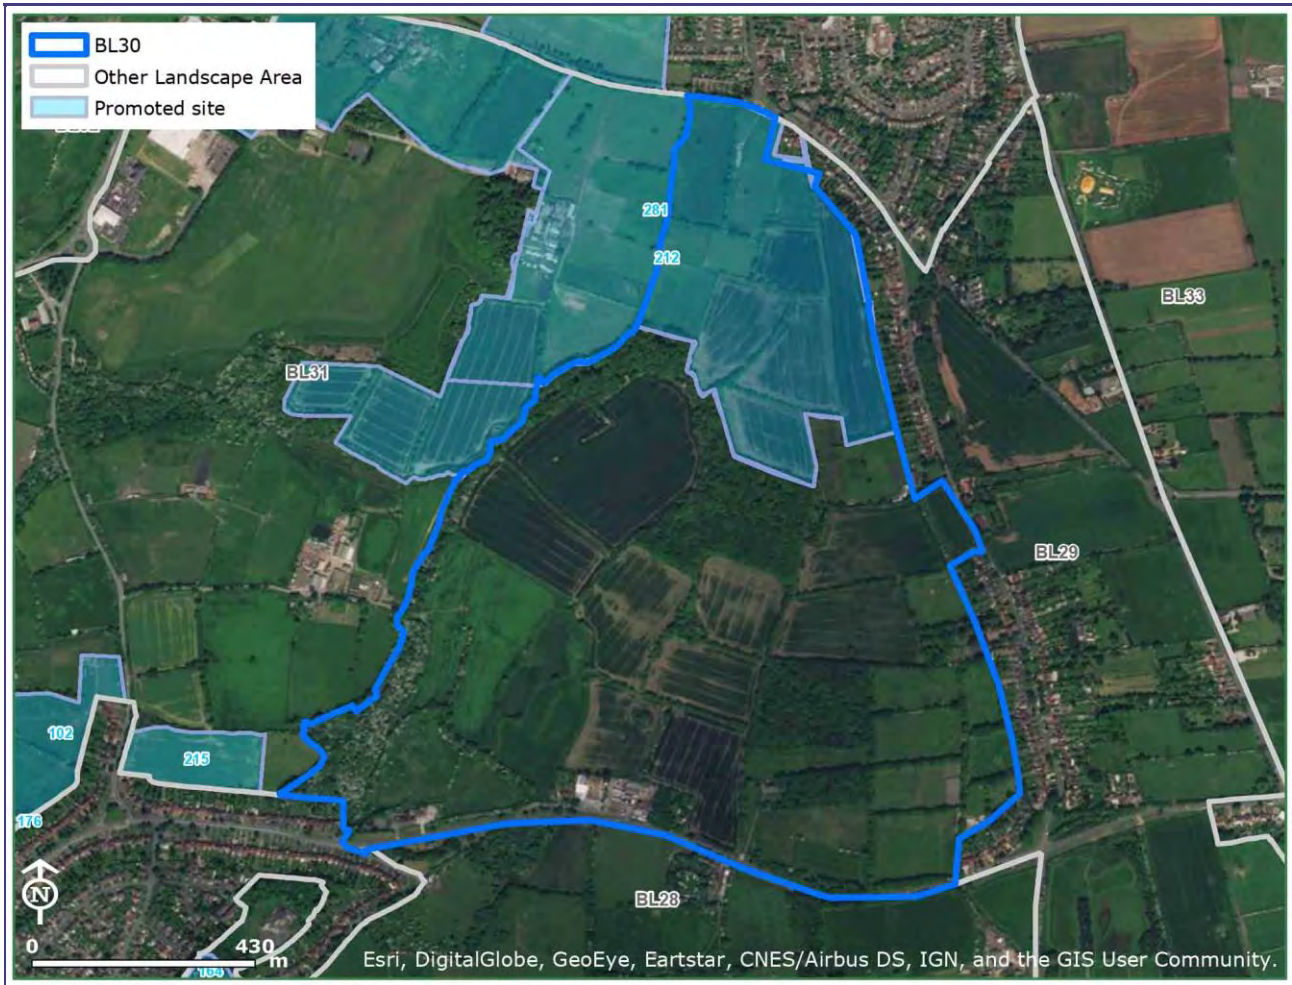 BL30
Other Landscape Area
Promoted site
281
212
BL33
BL31
BL29
102
215
176
BL28
N
0 430 m
164
Esri, DigitalGlobe, GeoEye, Eartstar, CNES/Airbus DS, IGN, and the GIS User Community.